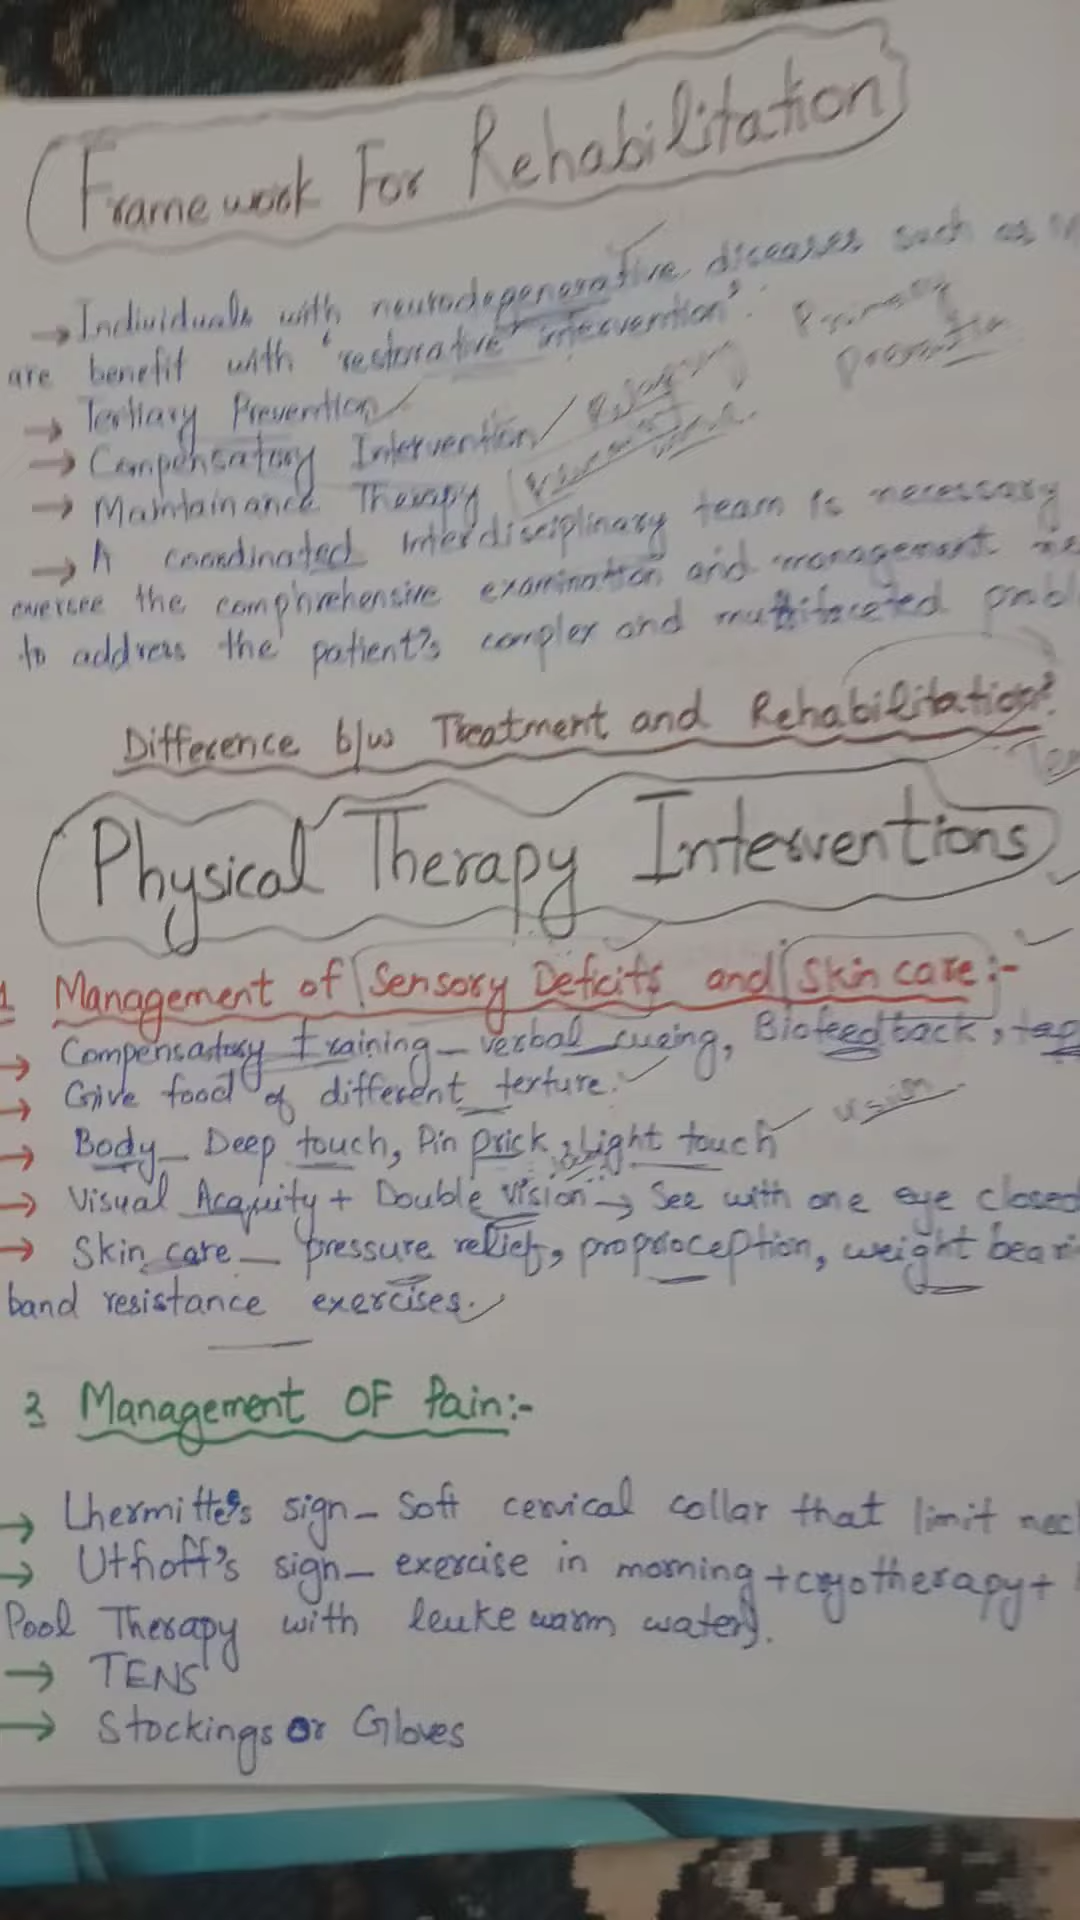 Framework For Rehabilitation
→ Individuals with neurodegenerative diseases such as
are benefit with 'restorative intervention'.
Primary
→ Tertiary Prevention
→ Compensatory Intervention
→ Maintainance Therapy
→ A coordinated interdisciplinary team is necessary
oversee the comphrehensive examination and management
to address the patient's complex and multifaceted
Difference b/w Treatment and Rehabilitation?
Physical Therapy Interventions
1 Management of Sensory Deficits and Skin care:-
→ Compensatory training - verbal cueing, Biofeedback,
→ Give food of different texture.
vision
→ Body - Deep touch, Pin prick, Light touch
→ Visual Acquity + Double vision → See with one eye closed
→ Skin care - pressure relief, proprioception, weight
band resistance exercises.
Management OF Pain:-
→ Lhermitte's sign - Soft cervical collar that limit
→ Uthoff's sign - exercise in morning + cryotherapy +
Pool Therapy with leuke warm water).
→ TENS
→ Stockings or Gloves